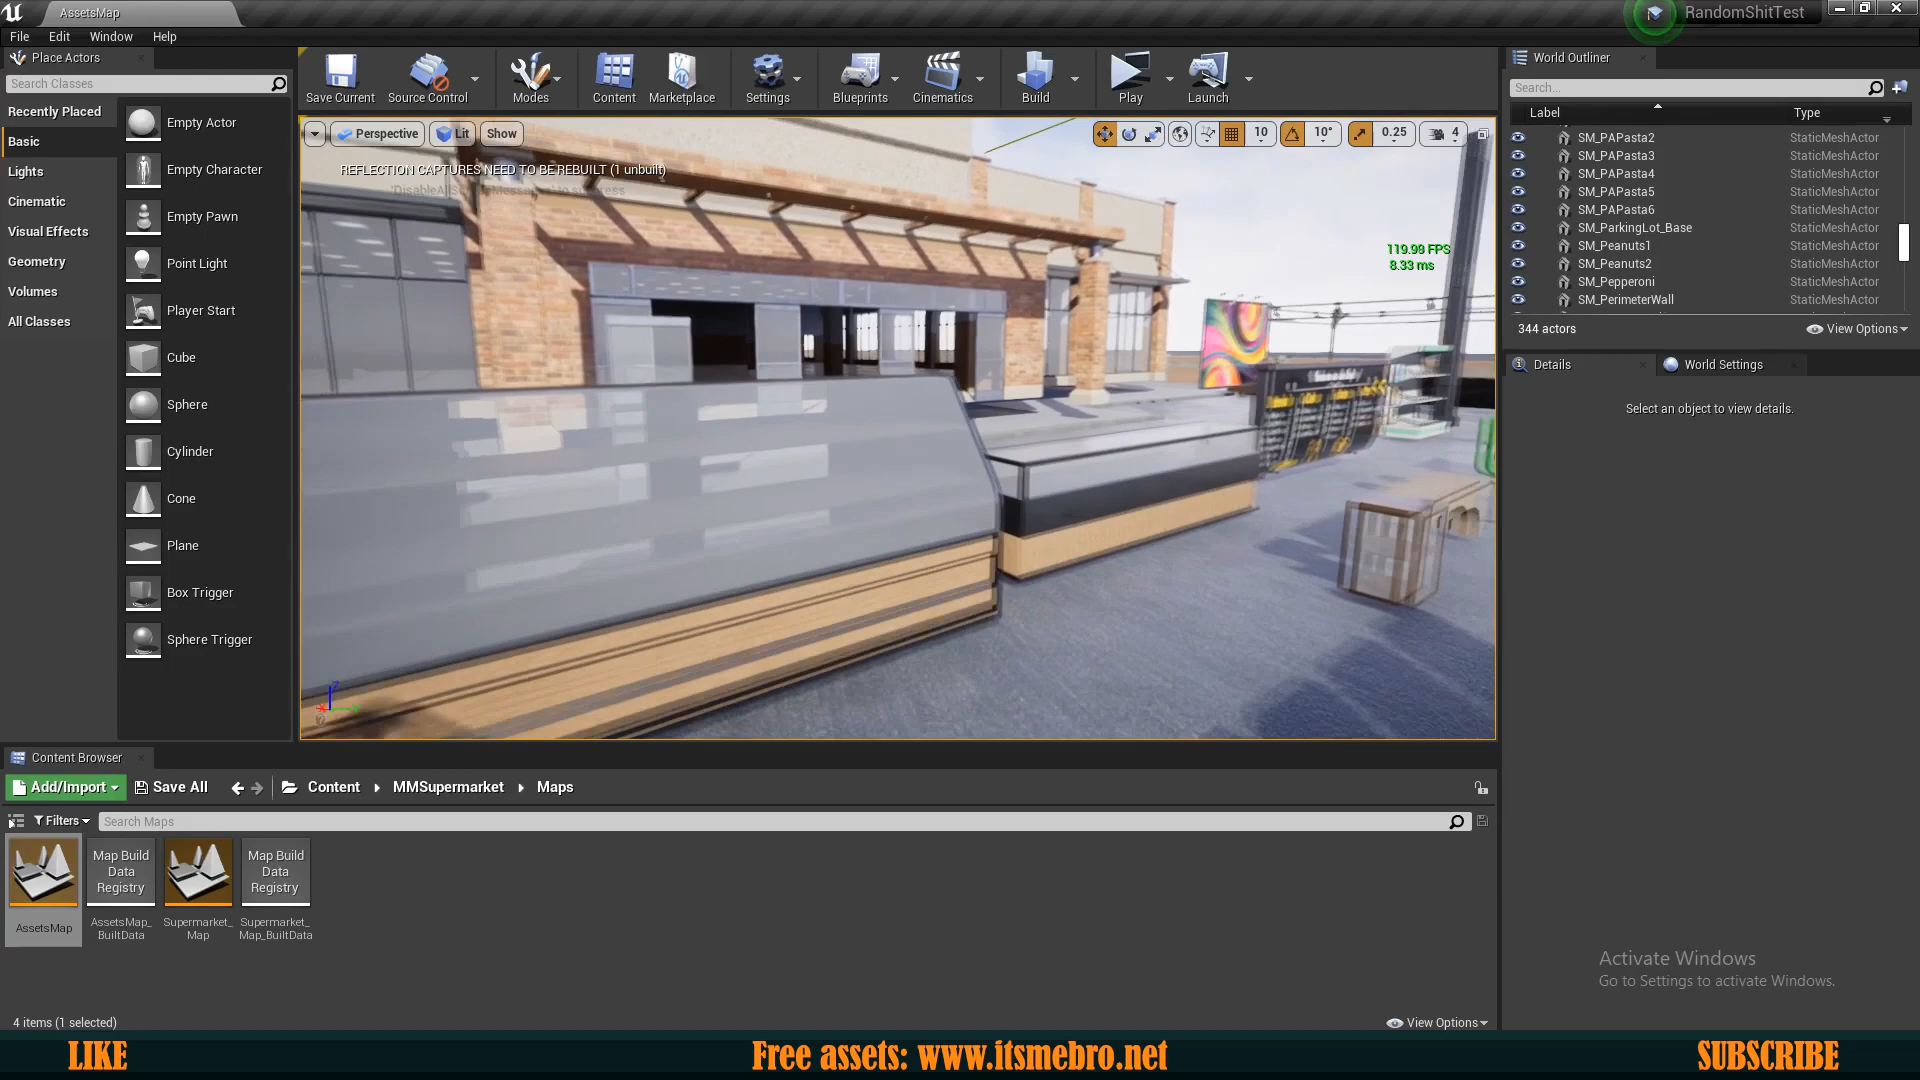 AssetsMap
RandomShitTest
File Edit Window Help
Place Actors
Search Classes
Recently Placed
Basic
Lights
Cinematic
Visual Effects
Geometry
Volumes
All Classes
Empty Actor
Empty Character
Empty Pawn
Point Light
Player Start
Cube
Sphere
Cylinder
Cone
Plane
Box Trigger
Sphere Trigger
Save Current Source Control Modes Content Marketplace Settings Blueprints Cinematics Build Play Launch
Perspective Lit Show 10 10° 0.25 4
REFLECTION CAPTURES NEED TO BE REBUILT (1 unbuilt)
119.99 FPS
8.33 ms
World Outliner
Search...
Label Type
SM_PAPasta2 StaticMeshActor
SM_PAPasta3 StaticMeshActor
SM_PAPasta4 StaticMeshActor
SM_PAPasta5 StaticMeshActor
SM_PAPasta6 StaticMeshActor
SM_ParkingLot_Base StaticMeshActor
SM_Peanuts1 StaticMeshActor
SM_Peanuts2 StaticMeshActor
SM_Pepperoni StaticMeshActor
SM_PerimeterWall StaticMeshActor
344 actors View Options
Details World Settings
Select an object to view details.
Content Browser
Add/Import Save All Content MMSupermarket Maps
Filters Search Maps
Map Build
Data
Registry
Map Build
Data
Registry
AssetsMap
AssetsMap_
BuiltData
Supermarket_
Map
Supermarket_
Map_BuiltData
4 items (1 selected) View Options
Activate Windows
Go to Settings to activate Windows.
LIKE Free assets: www.itsmebro.net SUBSCRIBE